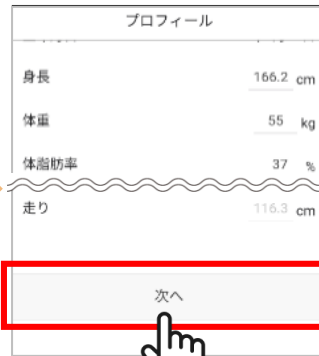 プロフィール
身長 166.2 cm
体重 55 kg
体脂肪率 37 %
走り 116.3 cm
次へ